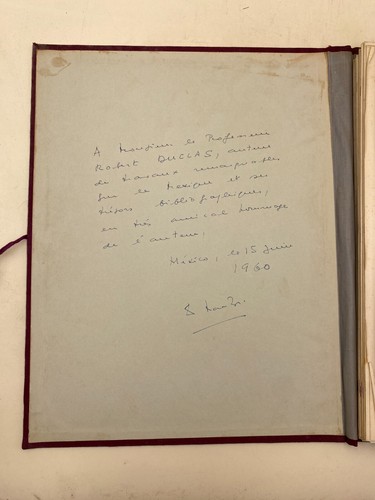 A Monsieur le Professeur
Robert DUCLAS, auteur
de travaux remarquables
sur le Mexique et ses
trésors bibliographiques,
en très amical hommage
de l'auteur,
México, le 15 Juin
1960
S